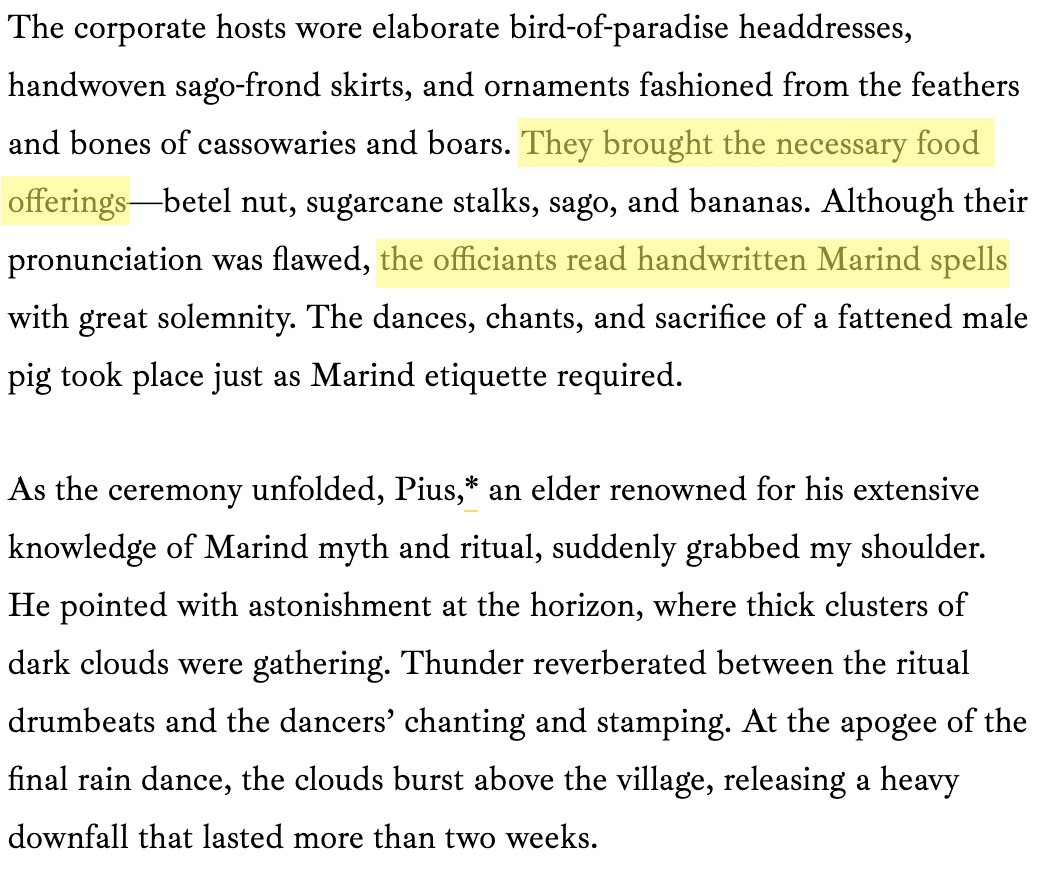 The corporate hosts wore elaborate bird-of-paradise headdresses,
handwoven sago-frond skirts, and ornaments fashioned from the feathers
and bones of cassowaries and boars. They brought the necessary food
offerings—betel nut, sugarcane stalks, sago, and bananas. Although their
pronunciation was flawed, the officiants read handwritten Marind spells
with great solemnity. The dances, chants, and sacrifice of a fattened male
pig took place just as Marind etiquette required.
As the ceremony unfolded, Pius,* an elder renowned for his extensive
knowledge of Marind myth and ritual, suddenly grabbed my shoulder.
He pointed with astonishment at the horizon, where thick clusters of
dark clouds were gathering. Thunder reverberated between the ritual
drumbeats and the dancers’ chanting and stamping. At the apogee of the
final rain dance, the clouds burst above the village, releasing a heavy
downfall that lasted more than two weeks.